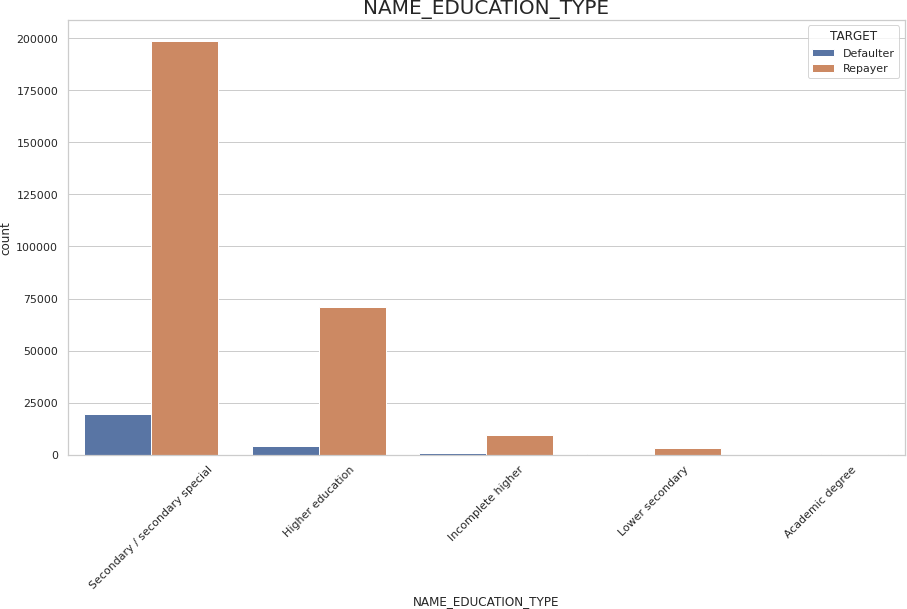 NAME_EDUCATION_TYPE
TARGET
Defaulter
Repayer
200000
175000
150000
125000
100000
75000
50000
25000
0
count
Secondary / secondary special
Higher education
Incomplete higher
Lower secondary
Academic degree
NAME_EDUCATION_TYPE